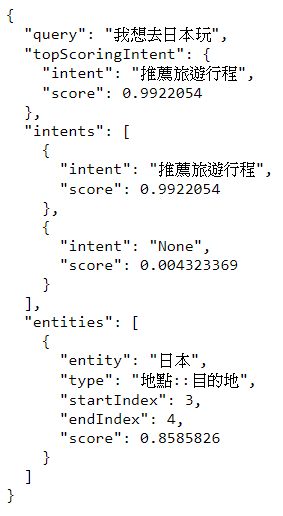 {
  "query": "我想去日本玩",
  "topScoringIntent": {
    "intent": "推薦旅遊行程",
    "score": 0.9922054
  },
  "intents": [
    {
      "intent": "推薦旅遊行程",
      "score": 0.9922054
    },
    {
      "intent": "None",
      "score": 0.004323369
    }
  ],
  "entities": [
    {
      "entity": "日本",
      "type": "地點::目的地",
      "startIndex": 3,
      "endIndex": 4,
      "score": 0.8585826
    }
  ]
}